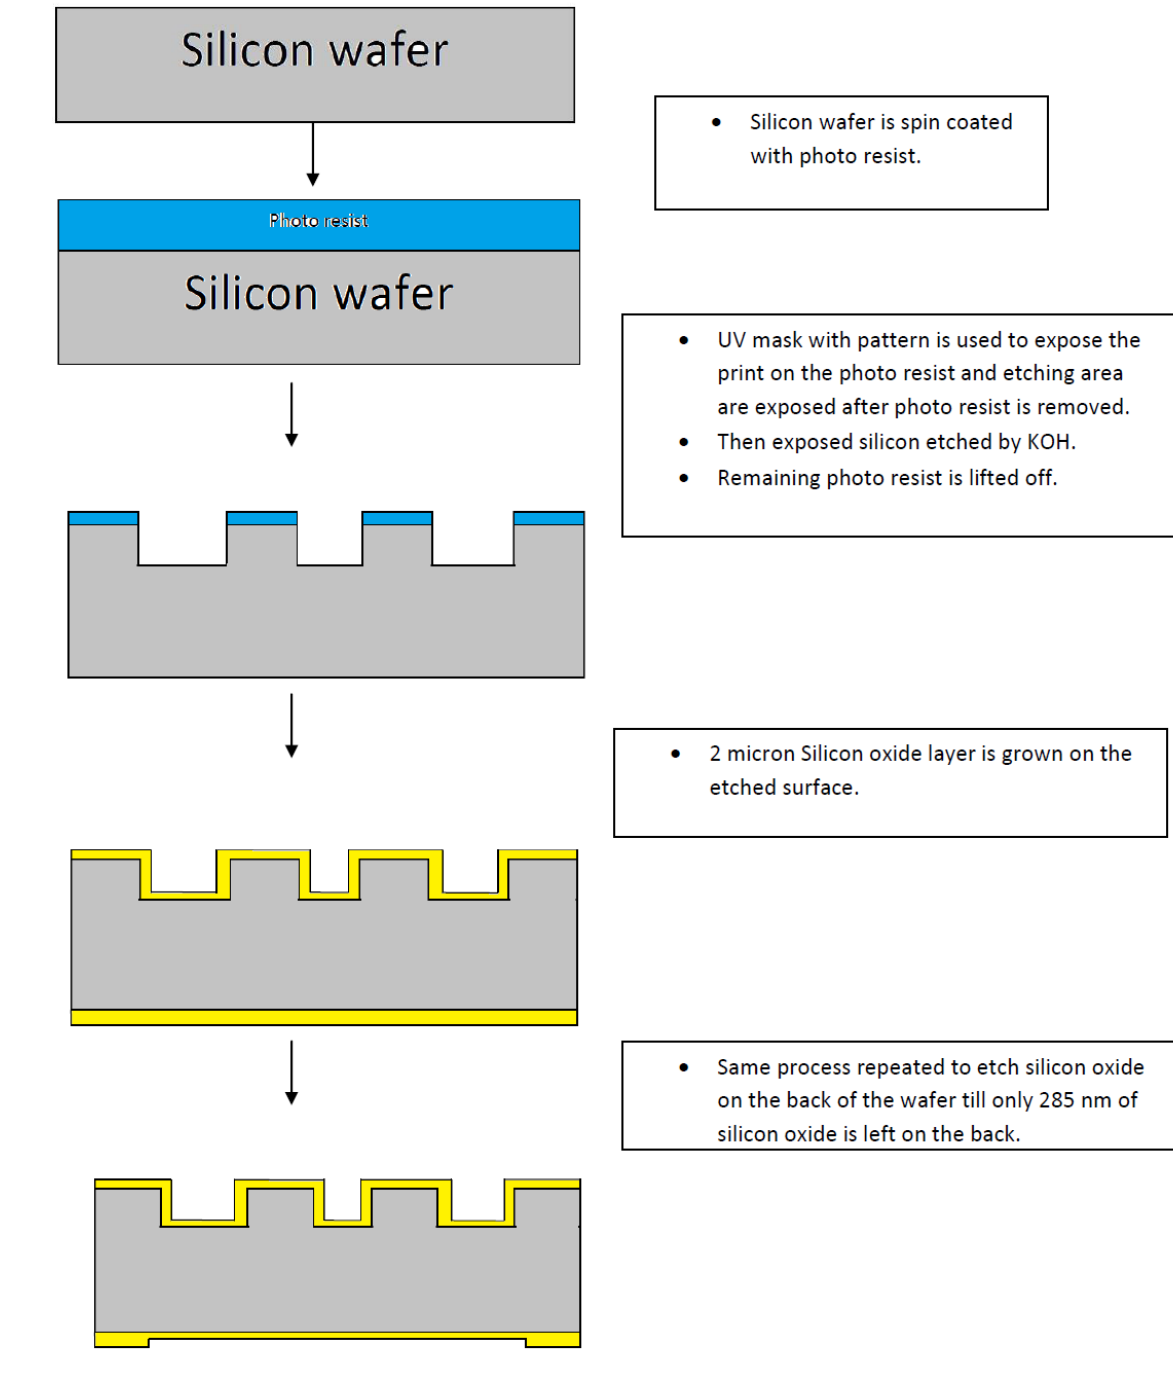 Silicon wafer
• Silicon wafer is spin coated
with photo resist.
Photo resist
Silicon wafer
• UV mask with pattern is used to expose the
print on the photo resist and etching area
are exposed after photo resist is removed.
• Then exposed silicon etched by KOH.
• Remaining photo resist is lifted off.
• 2 micron Silicon oxide layer is grown on the
etched surface.
• Same process repeated to etch silicon oxide
on the back of the wafer till only 285 nm of
silicon oxide is left on the back.